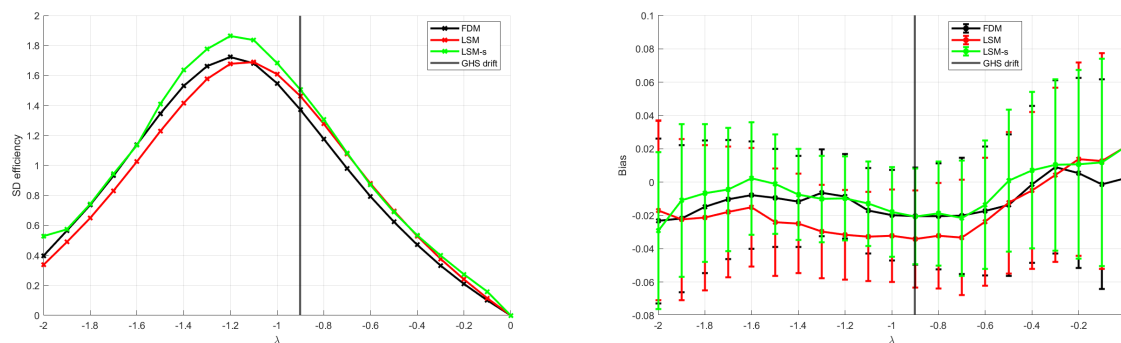 2
1.8
1.6
1.4
1.2
1
0.8
0.6
0.4
0.2
0
SD efficiency
-2 -1.8 -1.6 -1.4 -1.2 -1 -0.8 -0.6 -0.4 -0.2 0
λ
FDM
LSM
LSM-s
GHS drift
0.1
0.08
0.06
0.04
0.02
0
-0.02
-0.04
-0.06
-0.08
Bias
-2 -1.8 -1.6 -1.4 -1.2 -1 -0.8 -0.6 -0.4 -0.2
λ
FDM
LSM
LSM-s
GHS drift